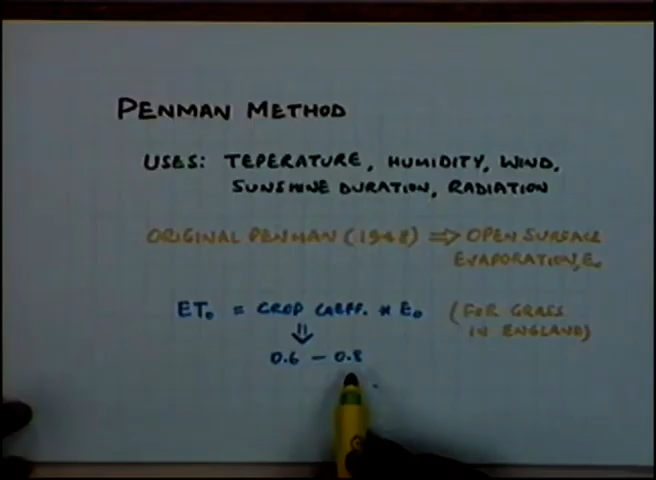 PENMAN METHOD
USES: TEPERATURE, HUMIDITY, WIND,
SUNSHINE DURATION, RADIATION
ORIGINAL PENMAN (1948) ⇒ OPEN SURFACE
EVAPORATION, E₀
ET₀ = CROP COEFF. * E₀ (FOR GRASS
IN ENGLAND)
⇓
0.6 – 0.8